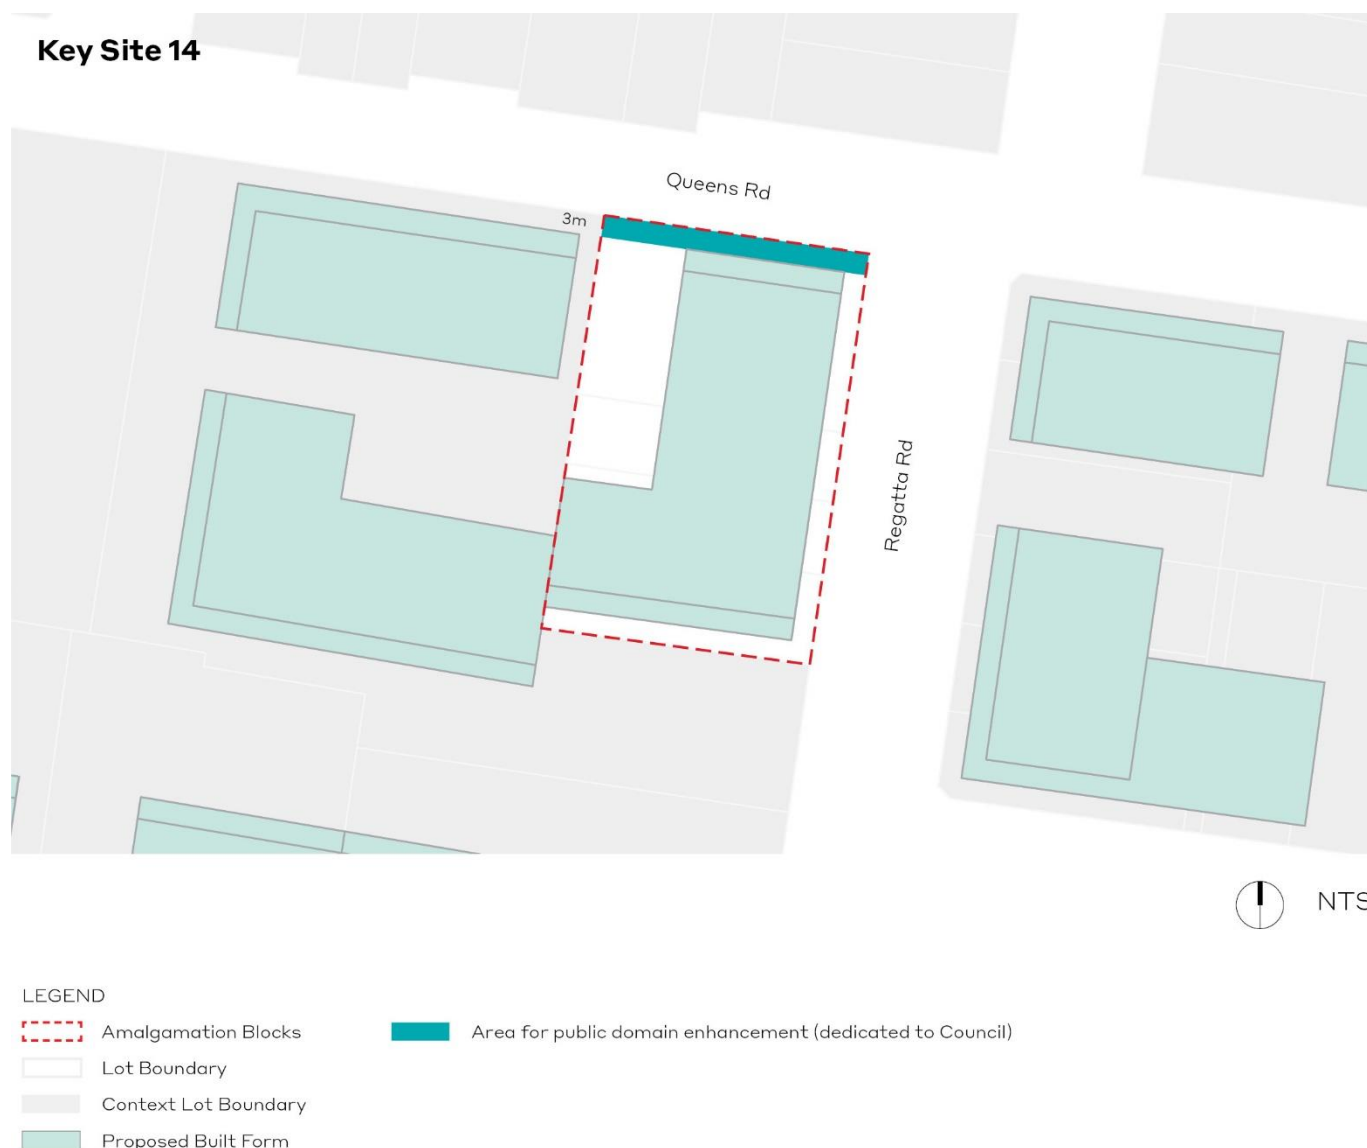 Key Site 14
Queens Rd
3m
Regatta Rd
NTS
LEGEND
Amalgamation Blocks
Area for public domain enhancement (dedicated to Council)
Lot Boundary
Context Lot Boundary
Proposed Built Form